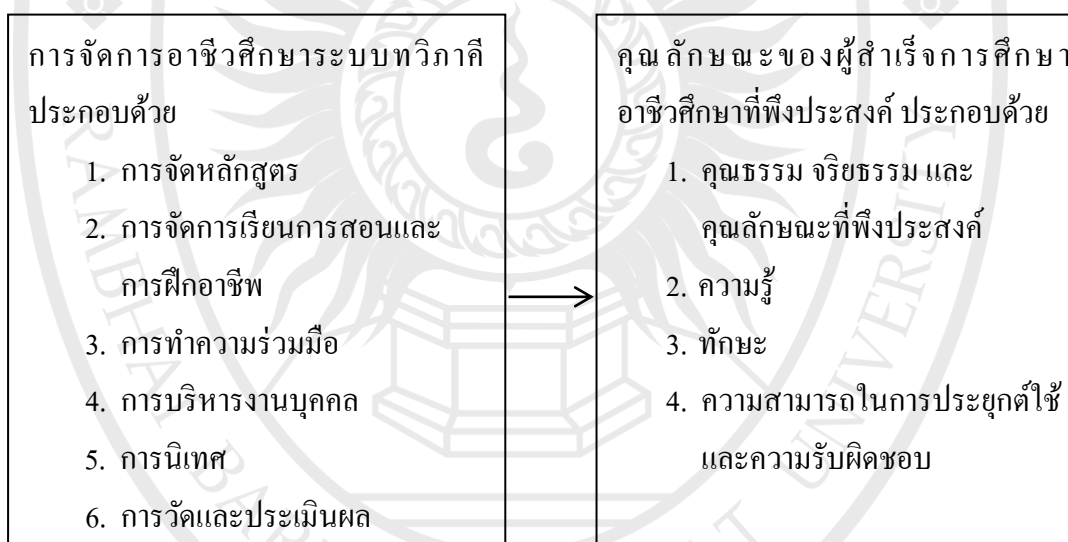 การจัดการอาชีวศึกษาระบบทวิภาคี
ประกอบด้วย
1. การจัดหลักสูตร
2. การจัดการเรียนการสอนและ
การฝึกอาชีพ
3. การทำความร่วมมือ
4. การบริหารงานบุคคล
5. การนิเทศ
6. การวัดและประเมินผล
คุณลักษณะของผู้สำเร็จการศึกษา
อาชีวศึกษาที่พึงประสงค์ ประกอบด้วย
1. คุณธรรม จริยธรรม และ
คุณลักษณะที่พึงประสงค์
2. ความรู้
3. ทักษะ
4. ความสามารถในการประยุกต์ใช้
และความรับผิดชอบ
UNIVERSITY